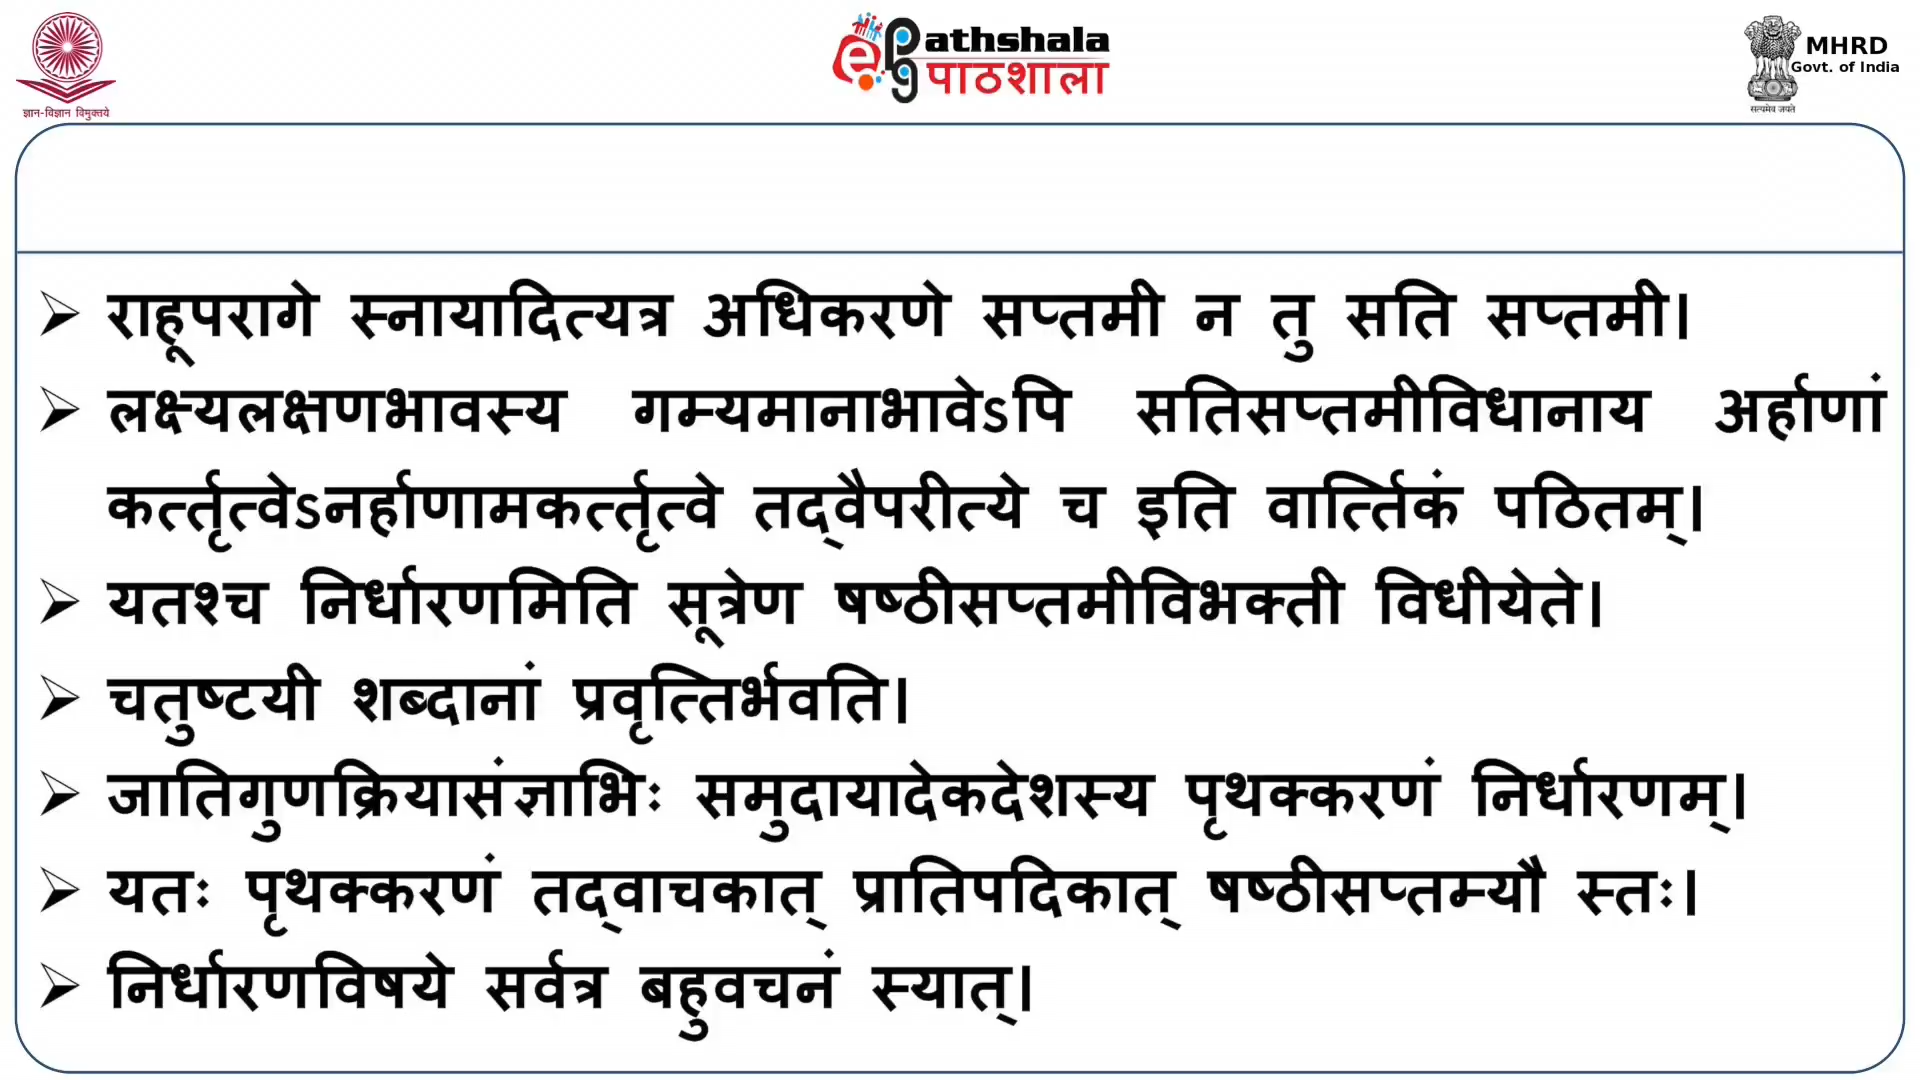 ज्ञान-विज्ञान विमुक्तये
e Pg Pathshala
पाठशाला
MHRD
Govt. of India
सत्यमेव जयते
राहूपरागे स्नायादित्यत्र अधिकरणे सप्तमी न तु सति सप्तमी।
लक्ष्यलक्षणभावस्य गम्यमानाभावेऽपि सतिसप्तमीविधानाय अर्हाणां
कर्त्तृत्वेऽनर्हाणामकर्त्तृत्वे तद्वैपरीत्ये च इति वार्त्तिकं पठितम्।
यतश्च निर्धारणमिति सूत्रेण षष्ठीसप्तमीविभक्ती विधीयेते।
चतुष्टयी शब्दानां प्रवृत्तिर्भवति।
जातिगुणक्रियासंज्ञाभिः समुदायादेकदेशस्य पृथक्करणं निर्धारणम्।
यतः पृथक्करणं तद्वाचकात् प्रातिपदिकात् षष्ठीसप्तम्यौ स्तः।
निर्धारणविषये सर्वत्र बहुवचनं स्यात्।